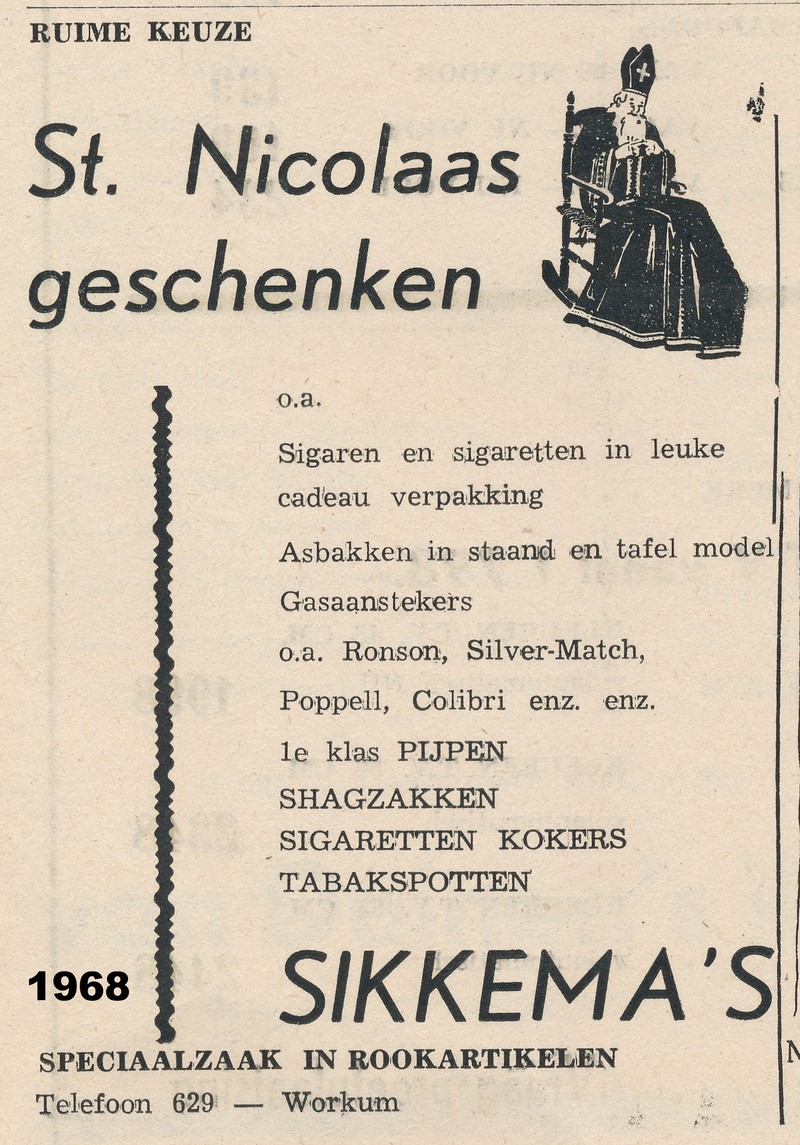 RUIME KEUZE
St. Nicolaas
geschenken
o.a.
Sigaren en sigaretten in leuke
cadeau verpakking
Asbakken in staand en tafel model
Gasaanstekers
o.a. Ronson, Silver-Match,
Poppell, Colibri enz. enz.
1e klas PIJPEN
SHAGZAKKEN
SIGARETTEN KOKERS
TABAKSPOTTEN
1968
SIKKEMA'S
SPECIAALZAAK IN ROOKARTIKELEN
Telefoon 629 — Workum